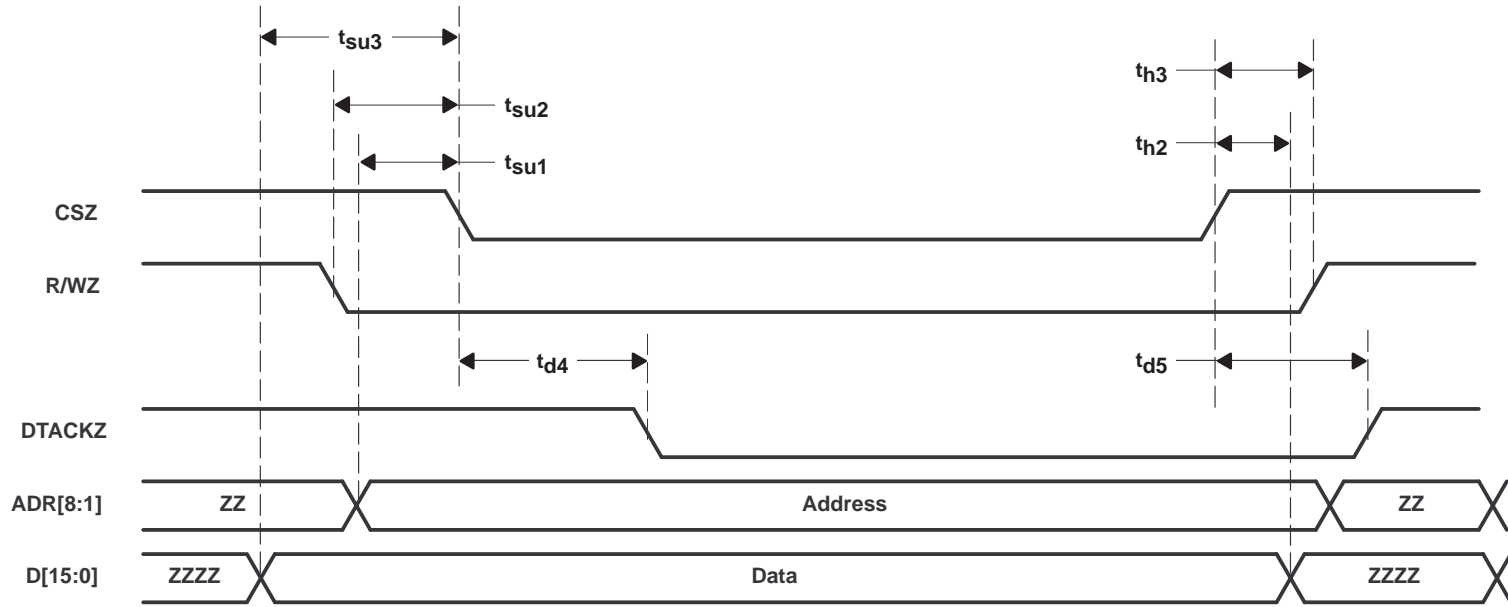 tsu3
th3
tsu2
th2
tsu1
CSZ
R/WZ
td4
td5
DTACKZ
ADR[8:1]
ZZ
Address
ZZ
D[15:0]
ZZZZ
Data
ZZZZ